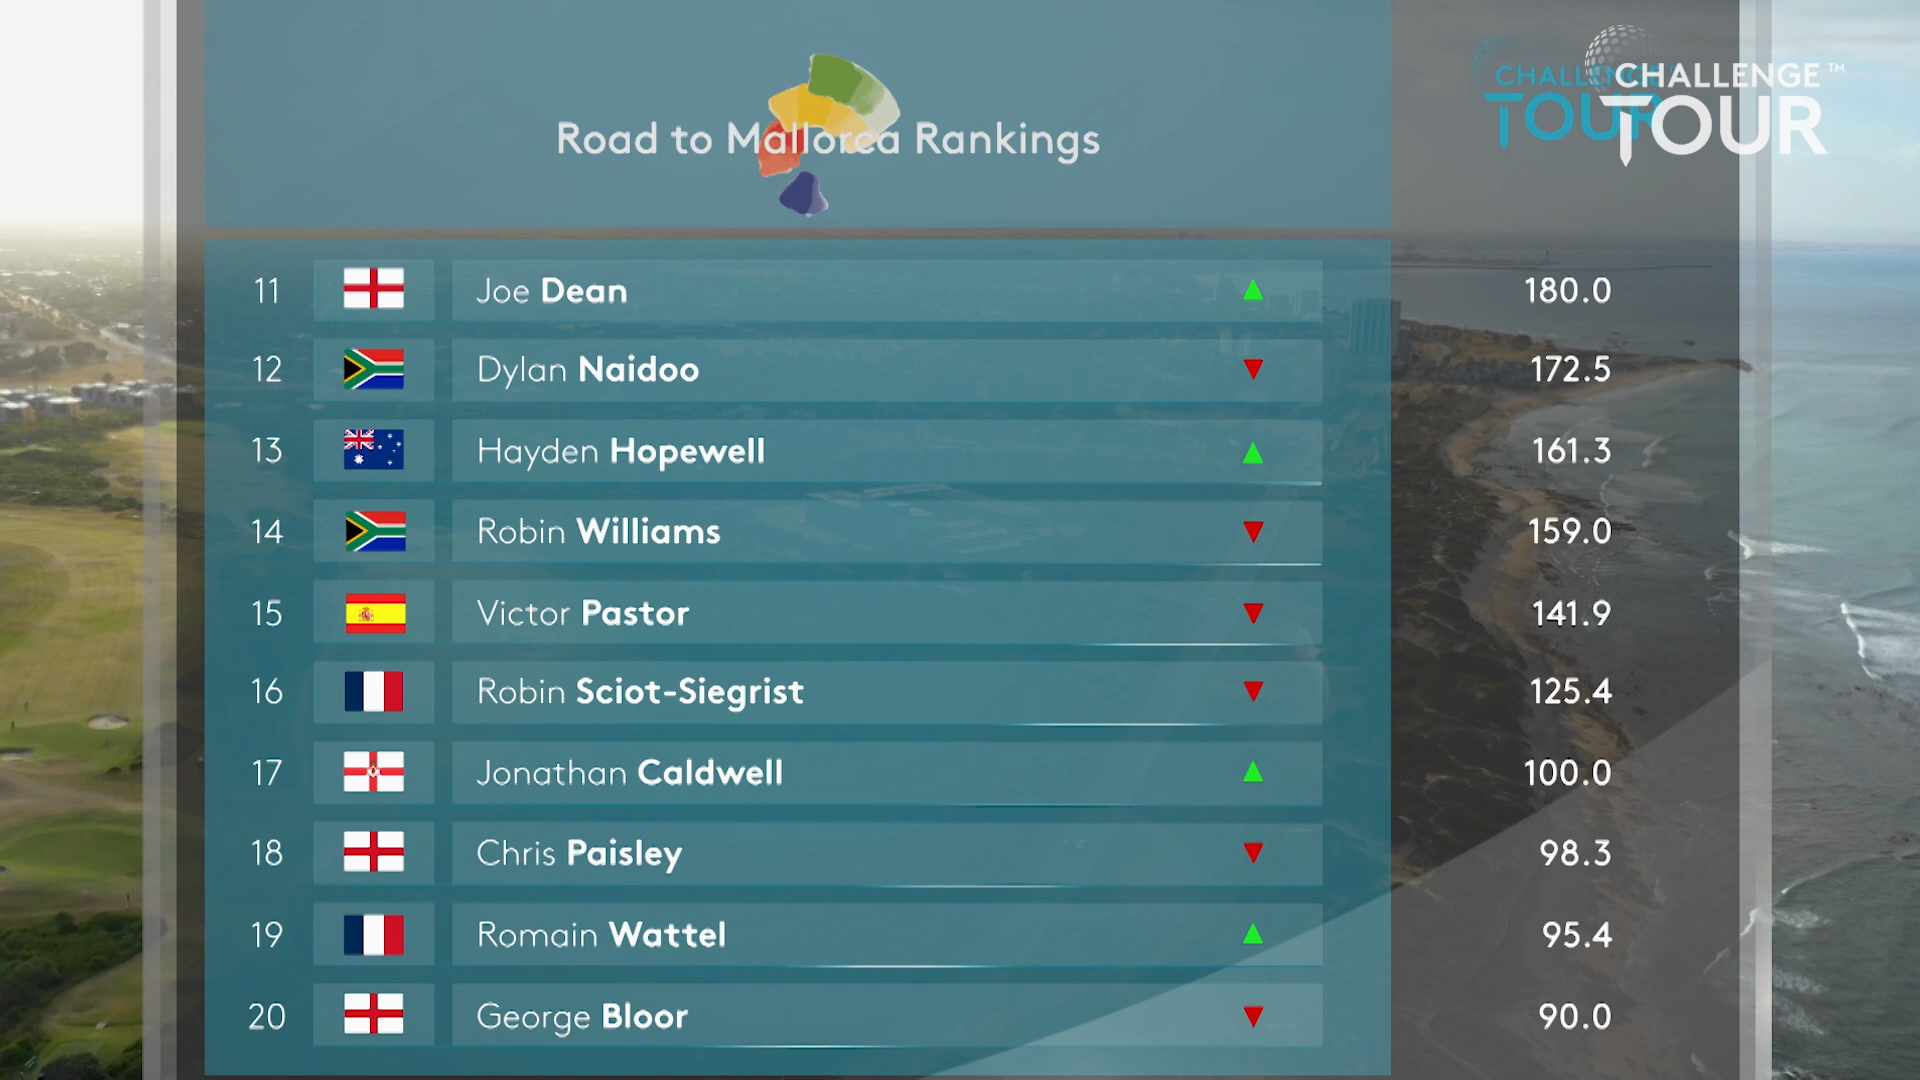 Road to Mallorca Rankings
CHALLENGE
TOUR
CHALLENGE™
TOUR
11 Joe Dean 180.0
12 Dylan Naidoo 172.5
13 Hayden Hopewell 161.3
14 Robin Williams 159.0
15 Victor Pastor 141.9
16 Robin Sciot-Siegrist 125.4
17 Jonathan Caldwell 100.0
18 Chris Paisley 98.3
19 Romain Wattel 95.4
20 George Bloor 90.0